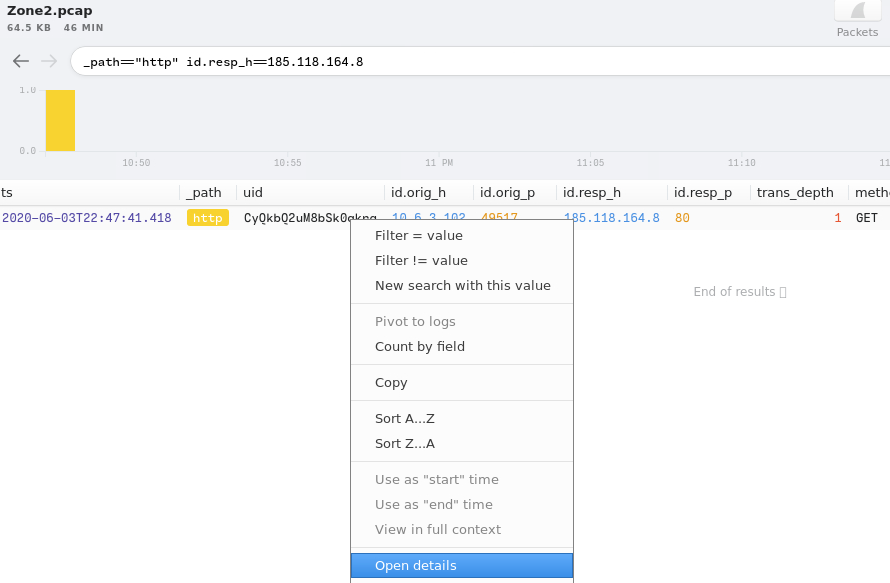 Zone2.pcap
64.5 KB 46 MIN
Packets
_path=="http" id.resp_h==185.118.164.8
1.0
0.0
10:50 10:55 11 PM 11:05 11:10 11
ts _path uid id.orig_h id.orig_p id.resp_h id.resp_p trans_depth meth
2020-06-03T22:47:41.418 http 10.6.3.102 49517 185.118.164.8 80 1 GET
Filter = value
Filter != value
New search with this value
End of results
Pivot to logs
Count by field
Copy
Sort A...Z
Sort Z...A
Use as "start" time
Use as "end" time
View in full context
Open details